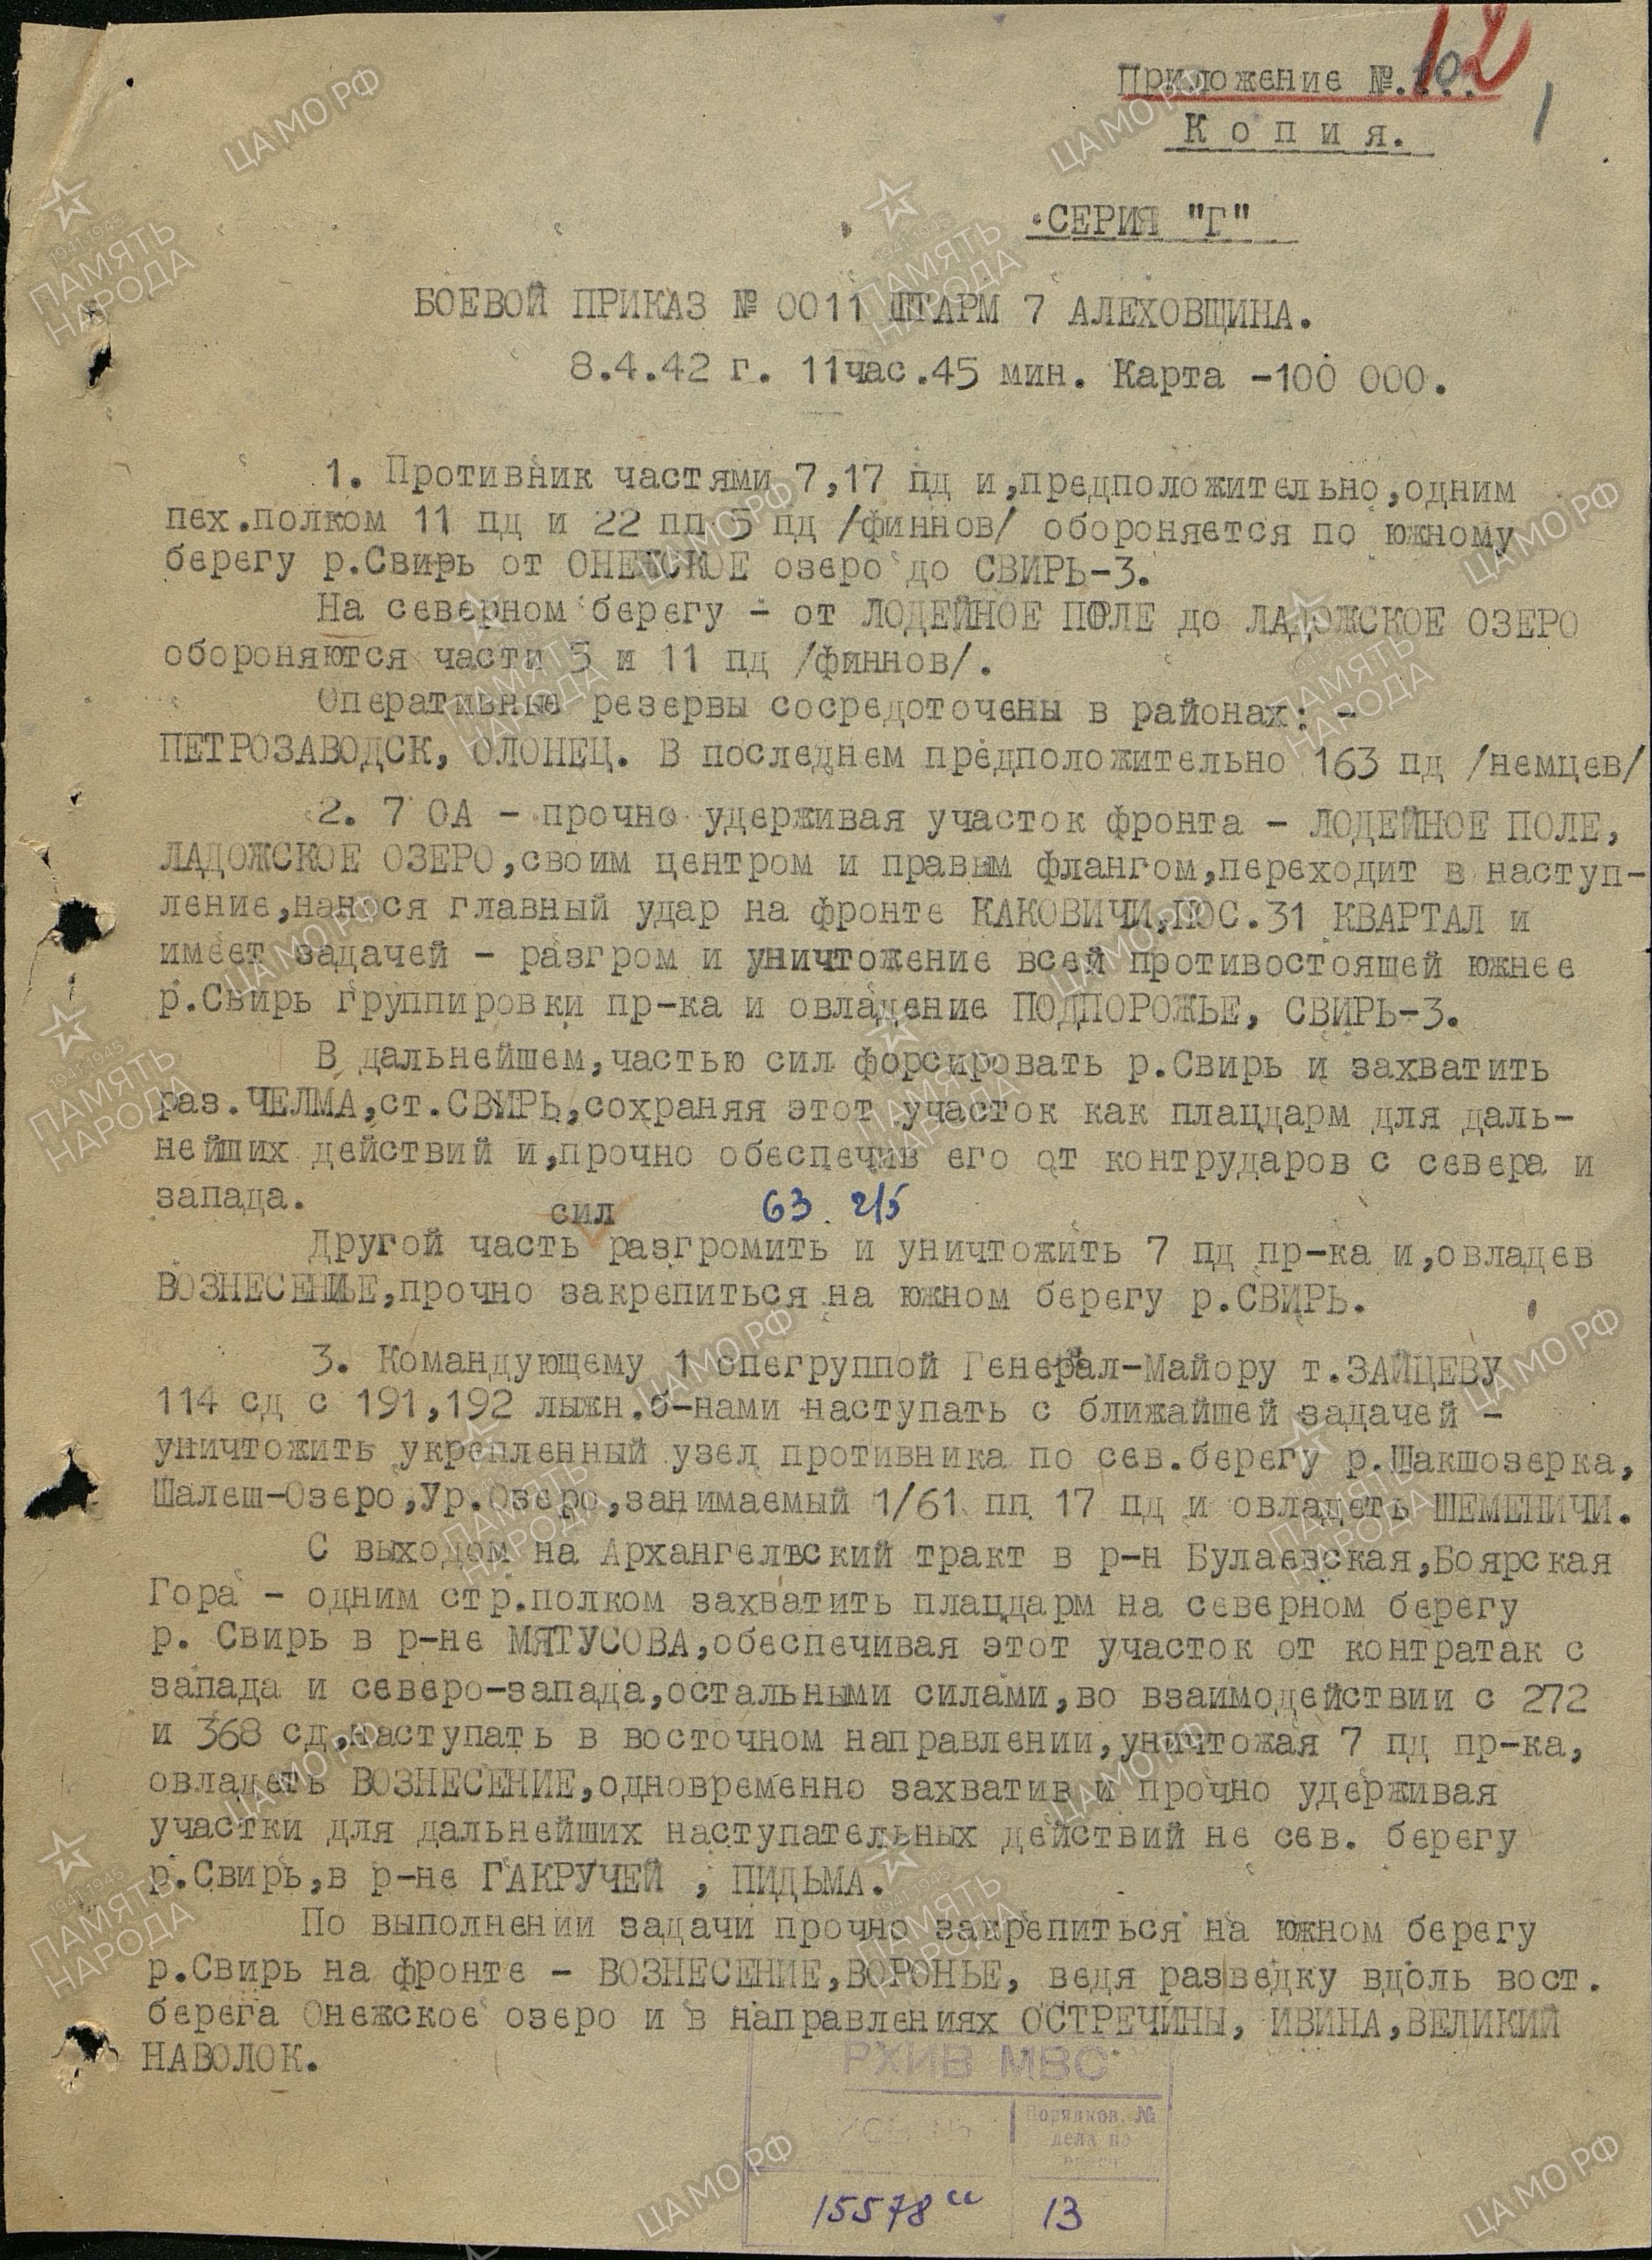 12
Приложение №.10..
Копия.
СЕРИЯ "Г"
БОЕВОЙ ПРИКАЗ № 0011 ШТАРМ 7 АЛЕХОВЩИНА.
8.4.42 г. 11час.45 мин. Карта -100 000.
1. Противник частями 7,17 пд и,предположительно,одним
пех.полком 11 пд и 22 пп 5 пд /финнов/ обороняется по южному
берегу р.Свирь от ОНЕЖСКОЕ озеро до СВИРЬ-3.
На северном берегу - от ЛОДЕЙНОЕ ПОЛЕ до ЛАДОЖСКОЕ ОЗЕРО
обороняются части 5 и 11 пд /финнов/.
Оперативные резервы сосредоточены в районах: -
ПЕТРОЗАВОДСК, ОЛОНЕЦ. В последнем предположительно 163 пд /немцев/
2. 7 ОА - прочно удерживая участок фронта - ЛОДЕЙНОЕ ПОЛЕ,
ЛАДОЖСКОЕ ОЗЕРО,своим центром и правым флангом,переходит в наступ-
ление,нанося главный удар на фронте КАКОВИЧИ,ПОС.31 КВАРТАЛ и
имеет задачей - разгром и уничтожение всей противостоящей южнее
р.Свирь группировки пр-ка и овладение ПОДПОРОЖЬЕ, СВИРЬ-3.
В дальнейшем,частью сил форсировать р.Свирь и захватить
раз.ЧЕЛМА,ст.СВИРЬ,сохраняя этот участок как плацдарм для даль-
нейших действий и,прочно обеспечив его от контрударов с севера и
запада.
сил 63 2/5
Другой часть разгромить и уничтожить 7 пд пр-ка и,овладев
ВОЗНЕСЕНЬЕ,прочно закрепиться на южном берегу р.СВИРЬ.
3. Командующему 1 опегруппой Генерал-Майору т.ЗАЙЦЕВУ
114 сд с 191,192 лыжн.б-нами наступать с ближайшей задачей -
уничтожить укрепленный узел противника по сев.берегу р.Шакшозерка,
Шалеш-Озеро,Ур.Озеро,занимаемый 1/61 пп 17 пд и овладеть ШЕМЕНИЧИ.
С выходом на Архангелвский тракт в р-н Булаевская,Боярская
Гора - одним стр.полком захватить плацдарм на северном берегу
р. Свирь в р-не МЯТУСОВА,обеспечивая этот участок от контратак с
запада и северо-запада,остальными силами,во взаимодействии с 272
и 368 сд,наступать в восточном направлении,уничтожая 7 пд пр-ка,
овладеть ВОЗНЕСЕНИЕ,одновременно захватив и прочно удерживая
участки для дальнейших наступательных действий не сев. берегу
р.Свирь,в р-не ГАКРУЧЕЙ , ПИДЬМА.
По выполнении задачи прочно закрепиться на южном берегу
р.Свирь на фронте - ВОЗНЕСЕНИЕ,ВОРОНЬЕ, ведя разведку вдоль вост.
берега Онежское озеро и в направлениях ОСТРЕЧИНЫ, ИВИНА,ВЕЛИКИЙ
НАВОЛОК.
РХИВ МВС
Порядков. №
дела по
15578 13